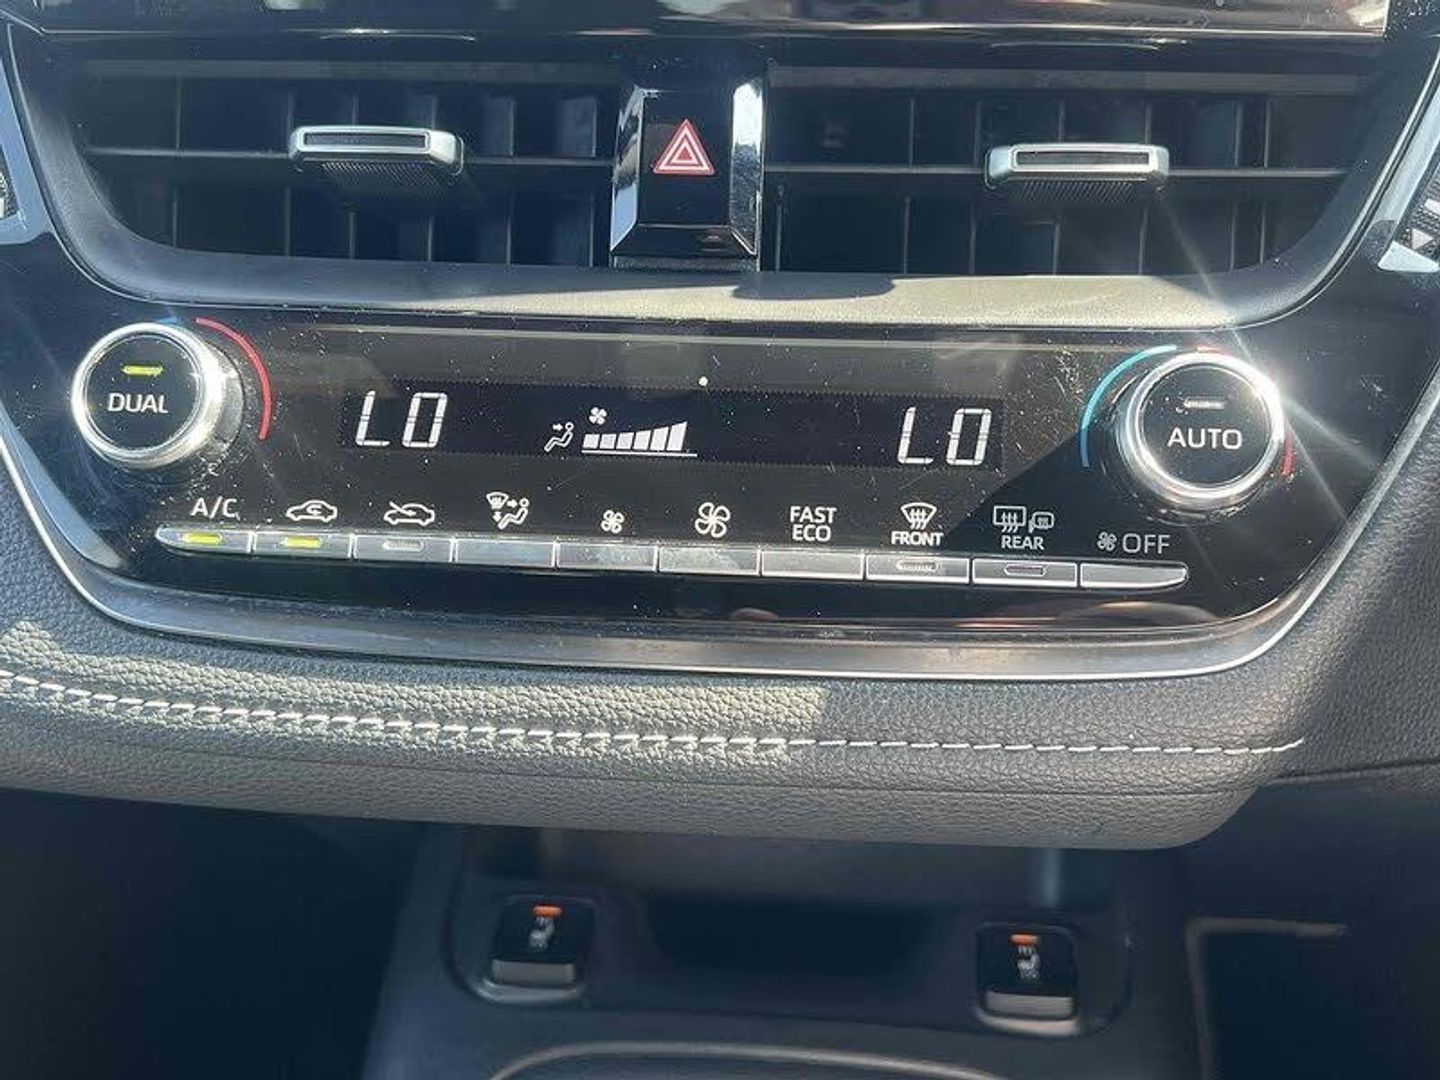 DUAL
LO
LO
AUTO
A/C
FAST
ECO
FRONT
REAR
OFF